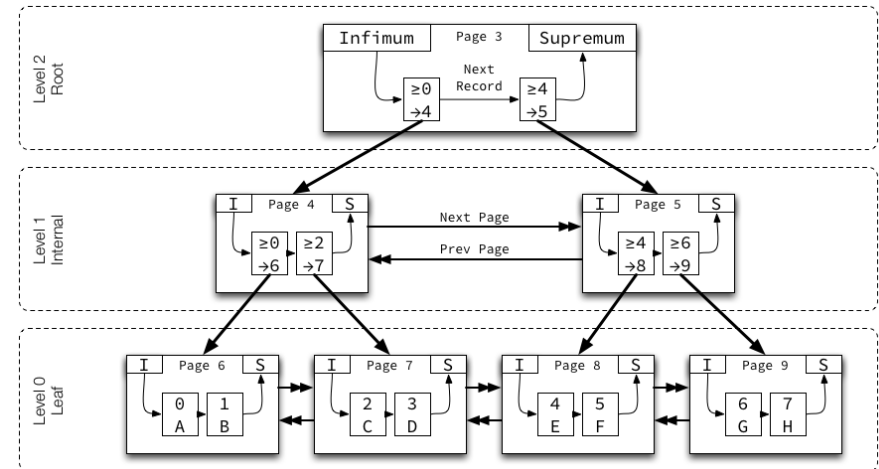 Level 2
Root
Infimum Page 3 Supremum
Next
Record
≥0 ≥4
→4 →5
Level 1
Internal
I Page 4 S
≥0 ≥2
→6 →7
Next Page
Prev Page
I Page 5 S
≥4 ≥6
→8 →9
Level 0
Leaf
I Page 6 S
0 1
A B
I Page 7 S
2 3
C D
I Page 8 S
4 5
E F
I Page 9 S
6 7
G H